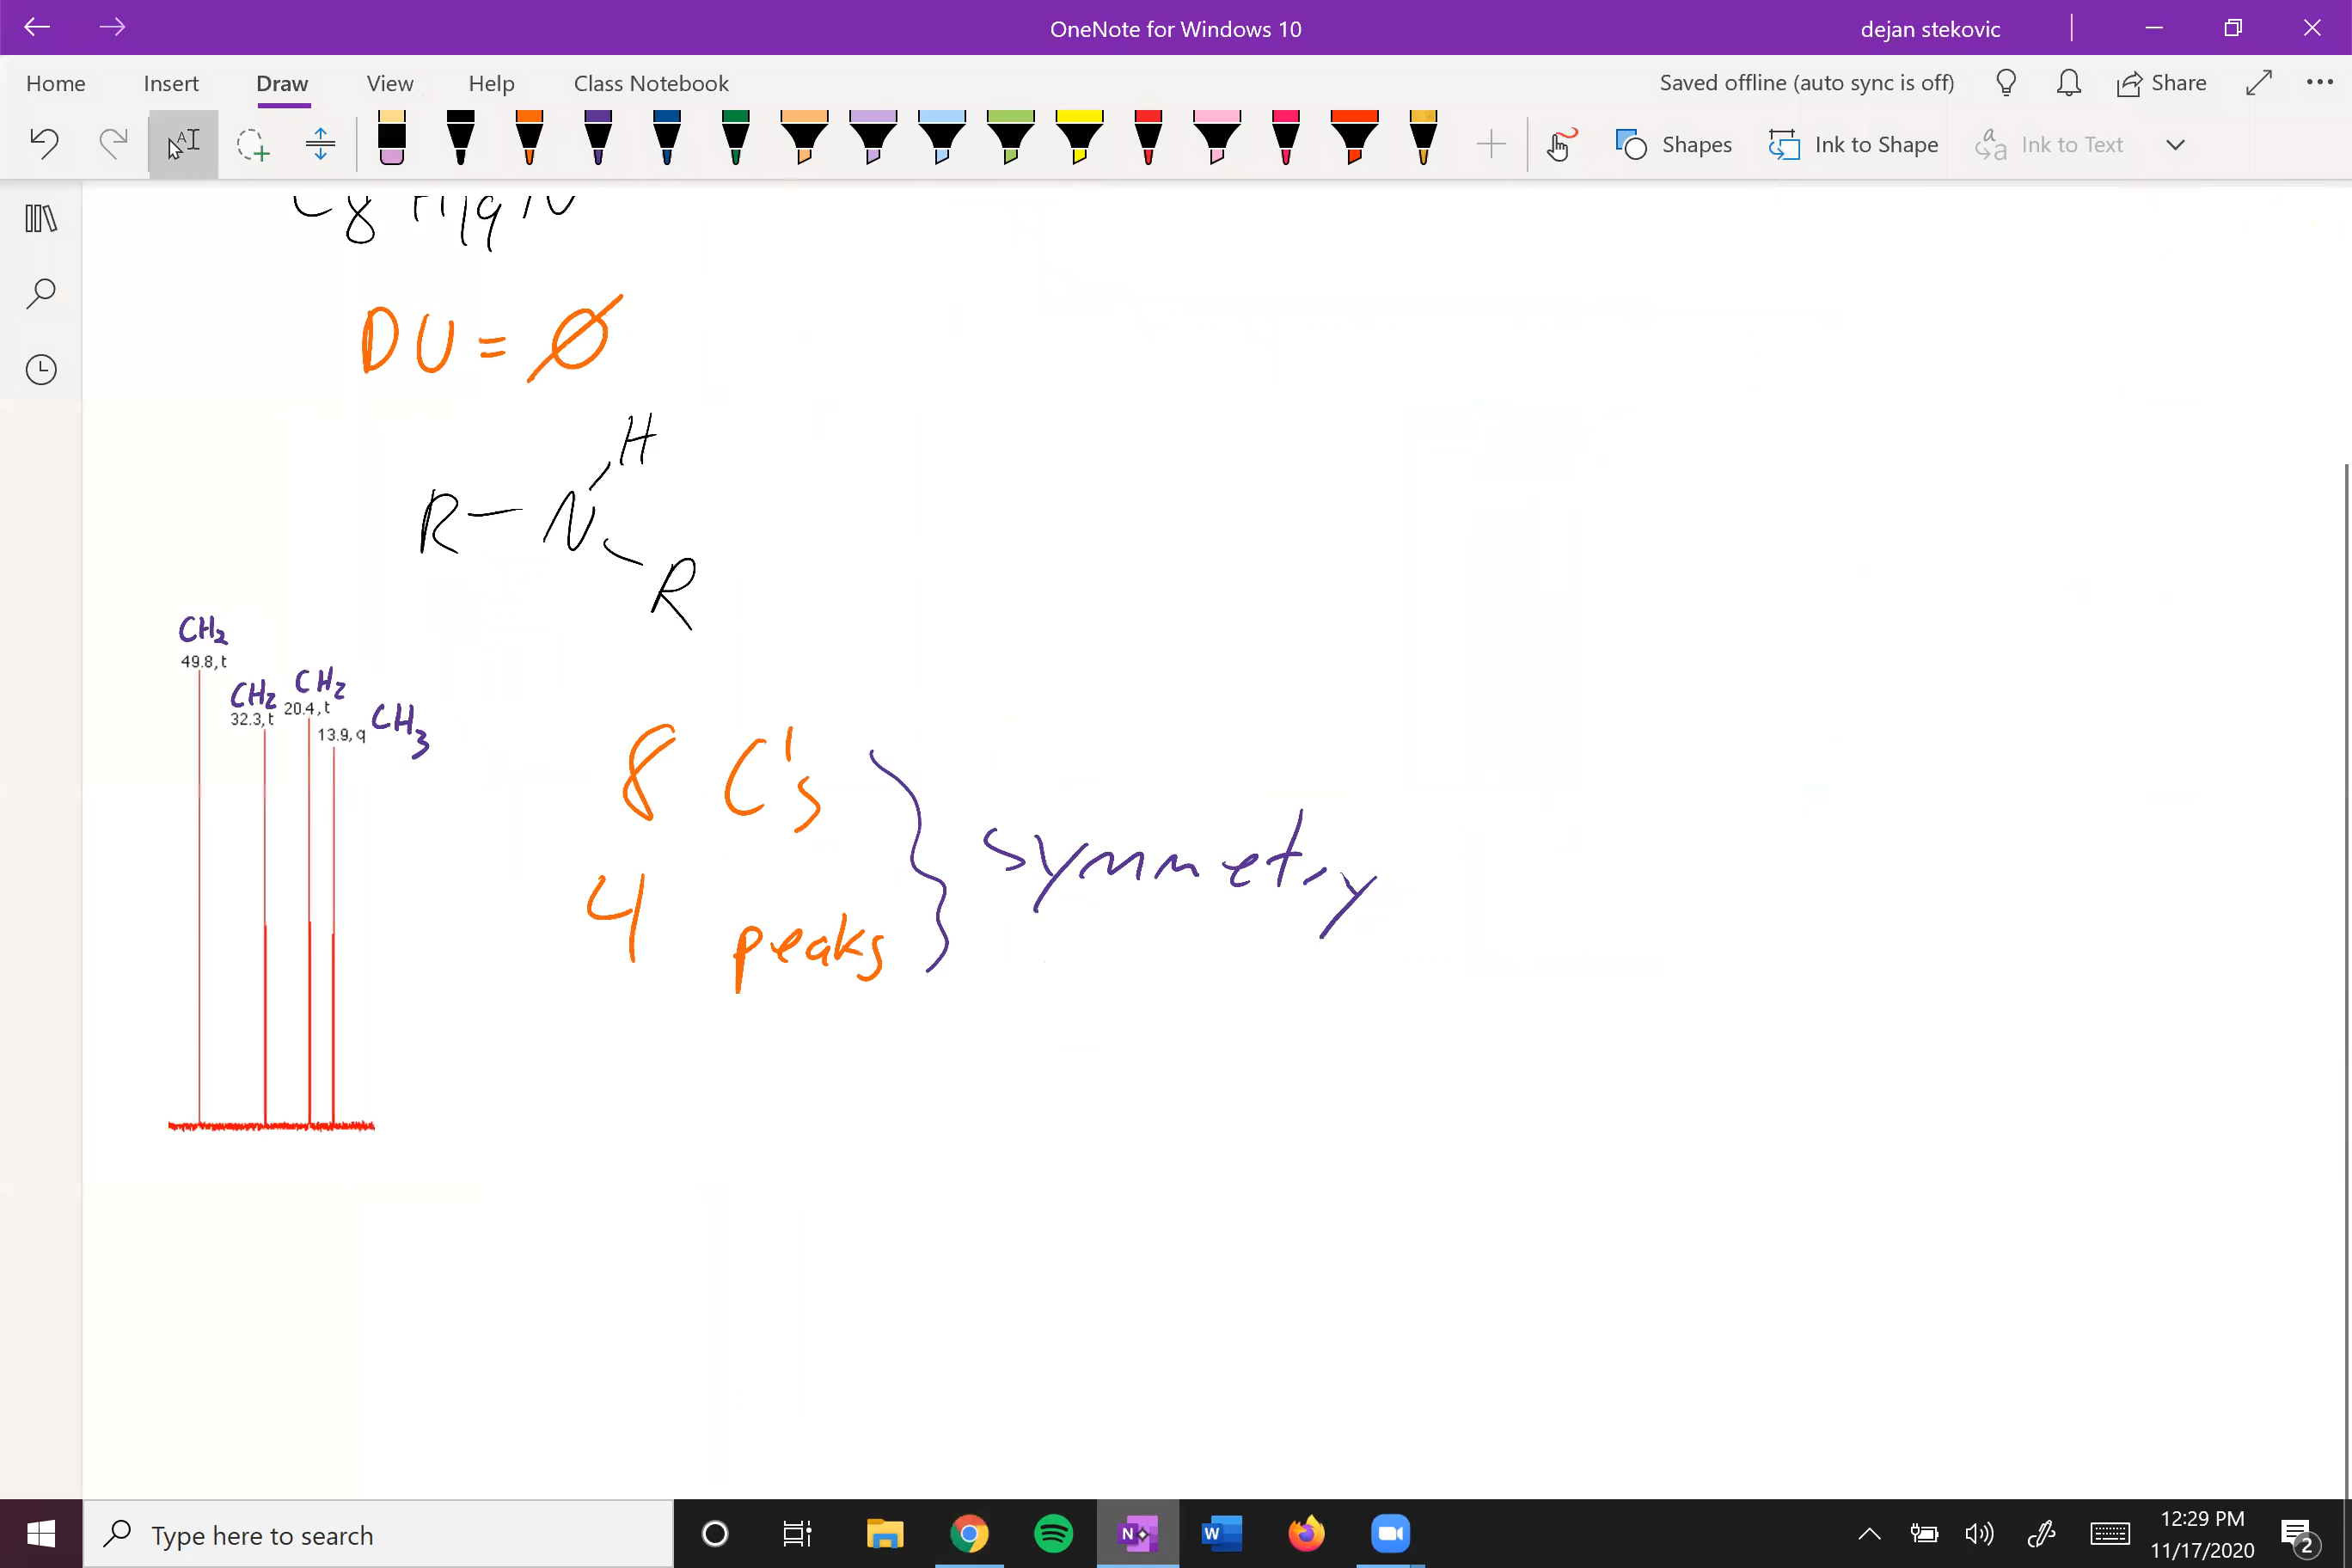 OneNote for Windows 10
dejan stekovic
Home Insert Draw View Help Class Notebook
Saved offline (auto sync is off) Share
Shapes Ink to Shape Ink to Text
C8 H19 N
DU = Ø
H
R—N
R
CH2
49.8,t
CH2
32.3,t
CH2
20.4,t
CH3
13.9,q
8 C's
4 peaks
symmetry
Type here to search
12:29 PM
11/17/2020
2